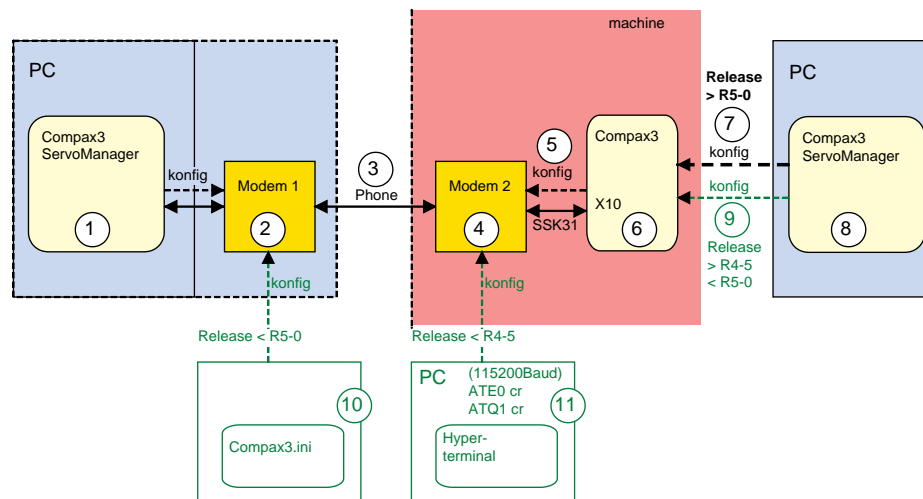 machine
PC
Compax3
ServoManager
1
konfig
Modem 1
2
3
Phone
Modem 2
4
5
konfig
SSK31
Compax3
X10
6
Release
> R5-0
7
konfig
konfig
9
Release
> R4-5
< R5-0
PC
Compax3
ServoManager
8
konfig
Release < R5-0
konfig
Release < R4-5
10
Compax3.ini
PC
(115200Baud)
ATE0 cr
ATQ1 cr
11
Hyper-
terminal